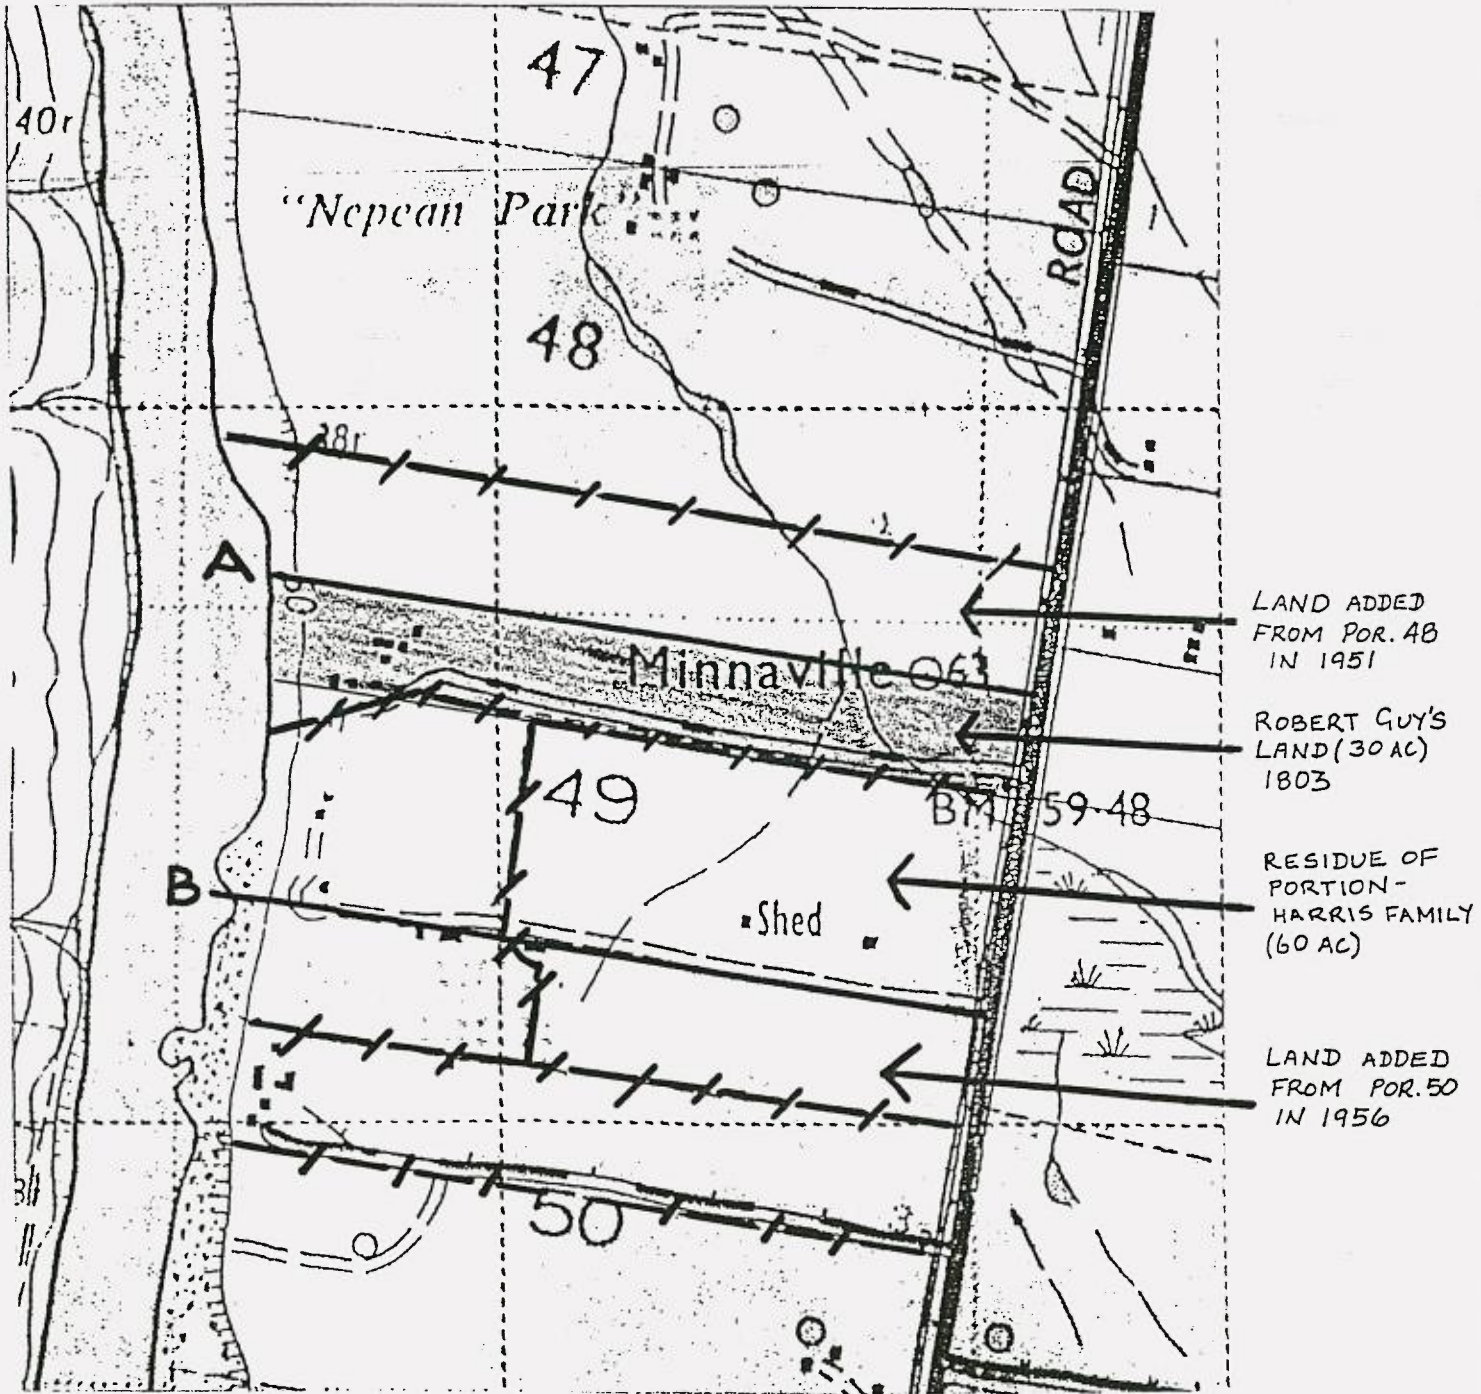 47
40r
ROAD
"Nepean Park"
48
38r
A
LAND ADDED
FROM POR. 48
IN 1951
Minnaville
ROBERT GUY'S
LAND (30 AC)
1803
49
BM 59·48
RESIDUE OF
PORTION-
HARRIS FAMILY
(60 AC)
B
Shed
LAND ADDED
FROM POR. 50
IN 1956
50